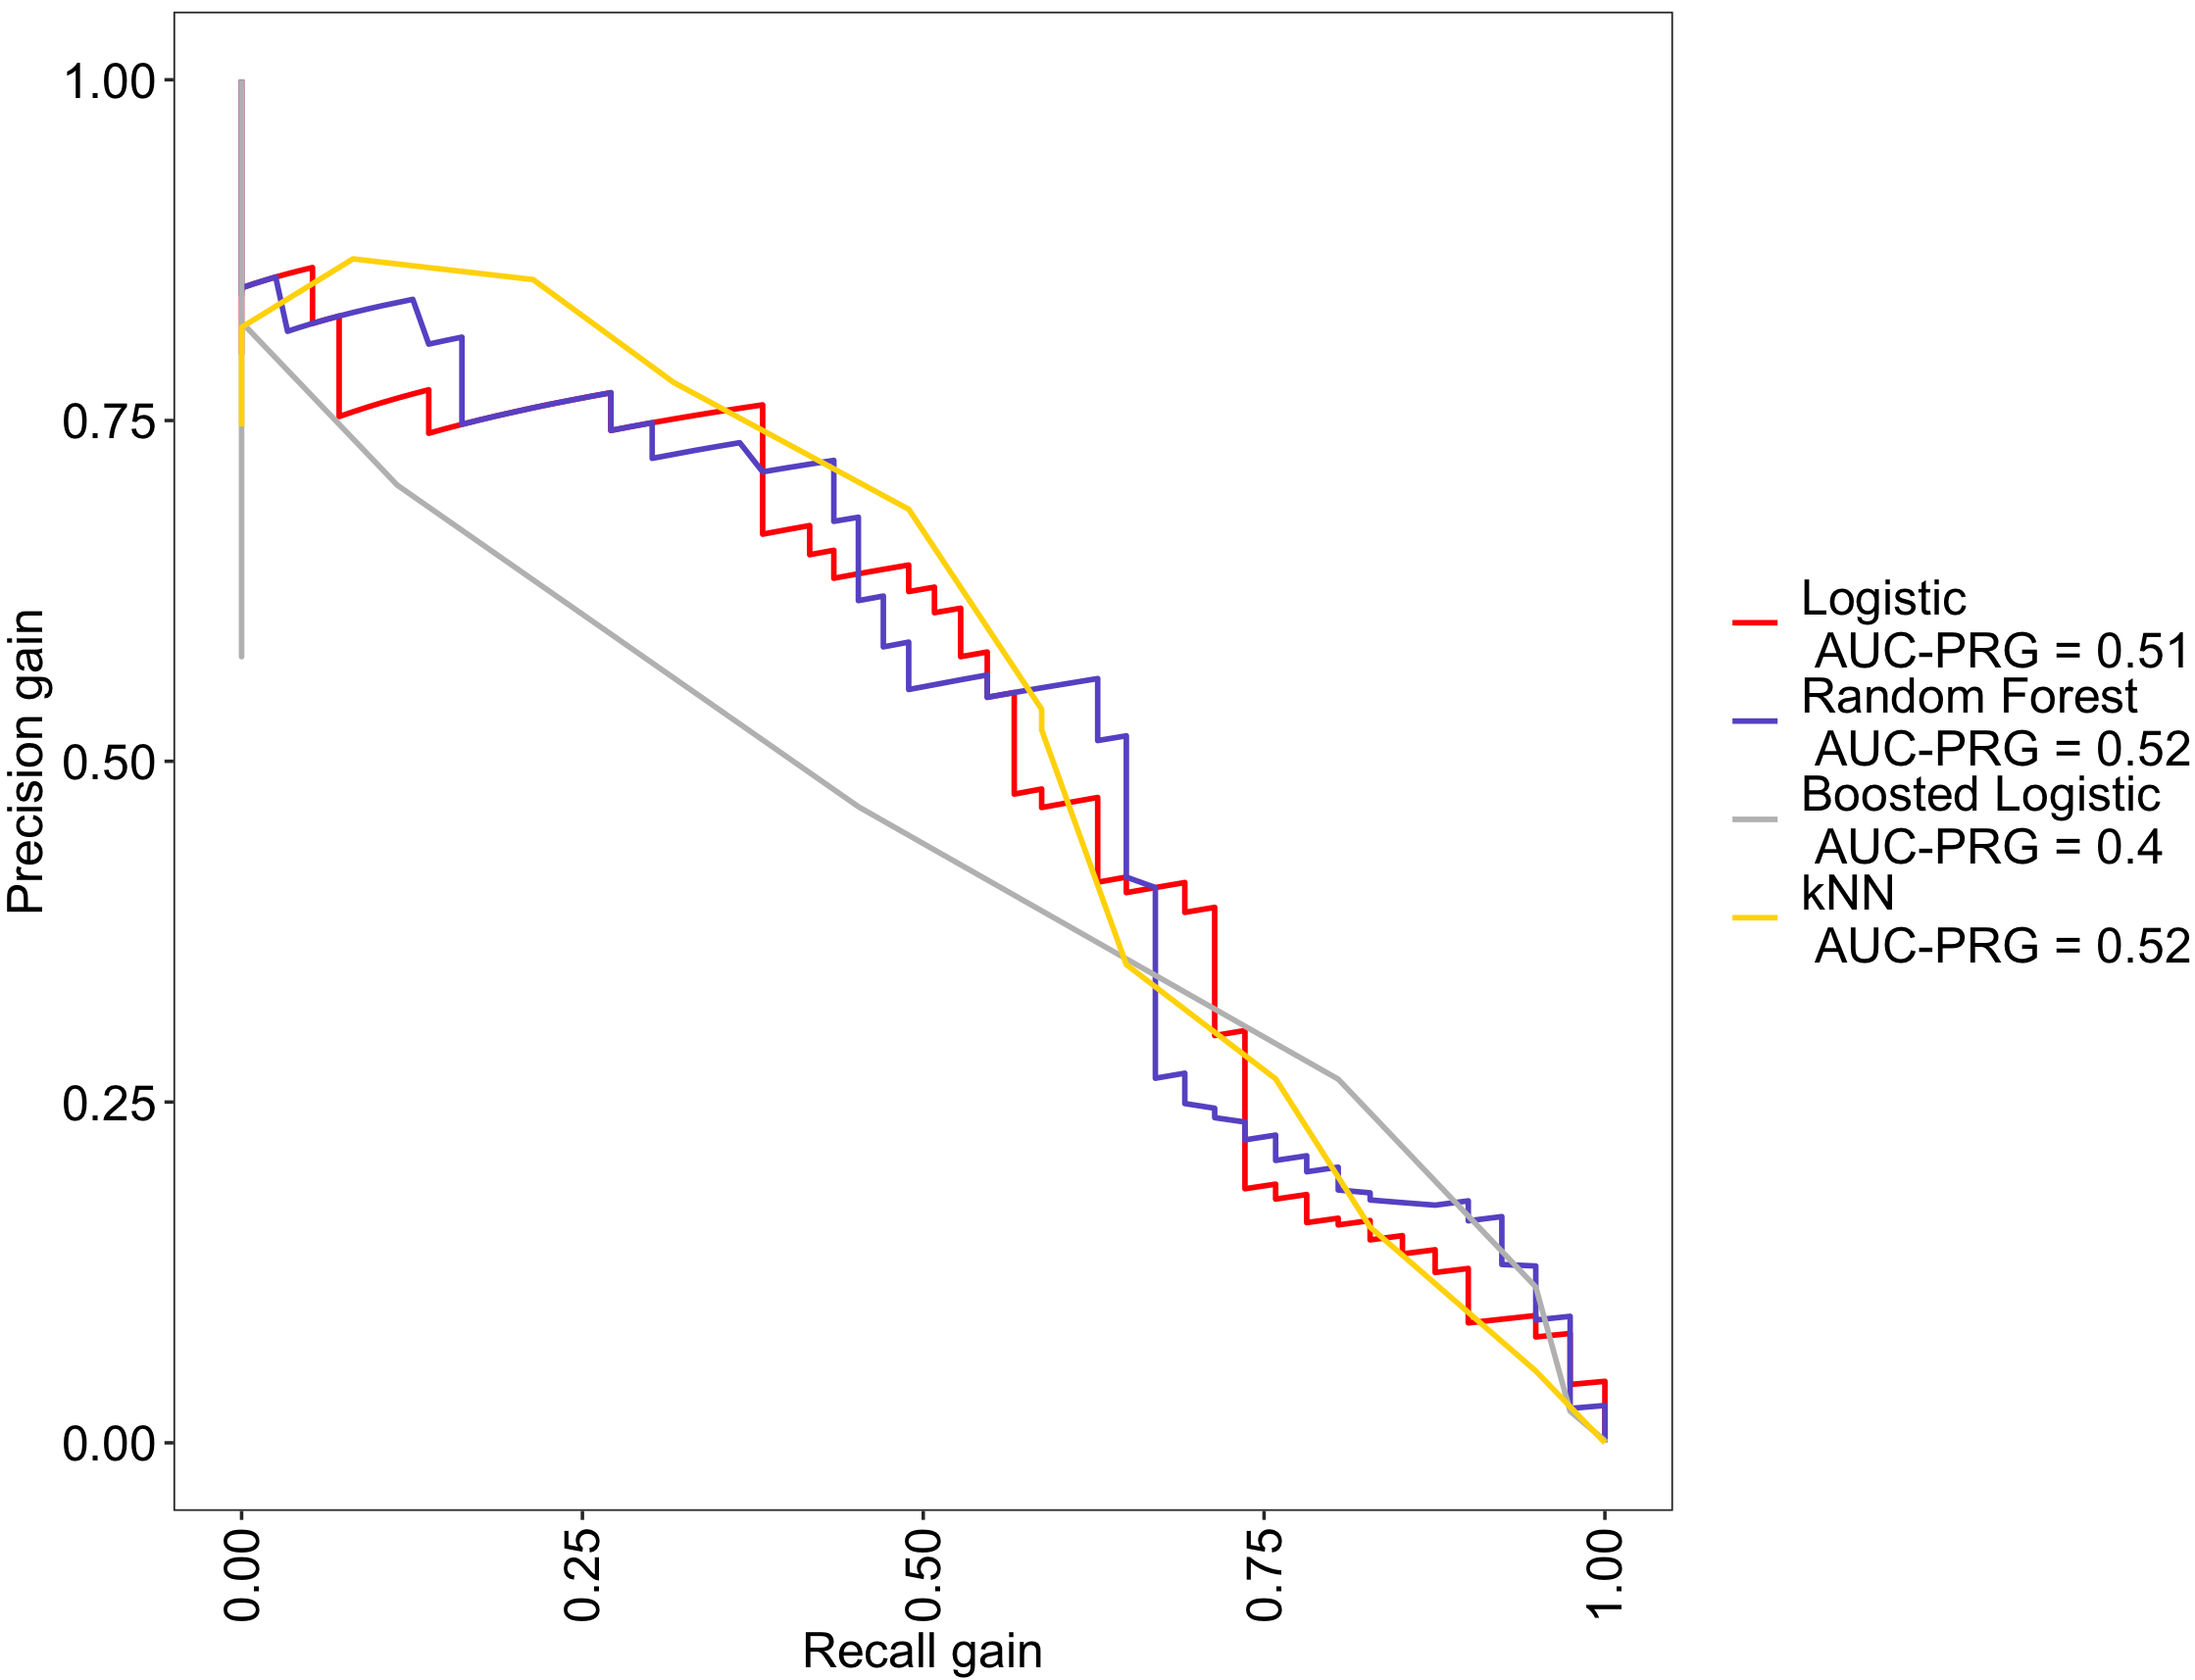 1.00
0.75
0.50
0.25
0.00
Precision gain
0.00
0.25
0.50
0.75
1.00
Recall gain
Logistic
AUC-PRG = 0.51
Random Forest
AUC-PRG = 0.52
Boosted Logistic
AUC-PRG = 0.4
kNN
AUC-PRG = 0.52